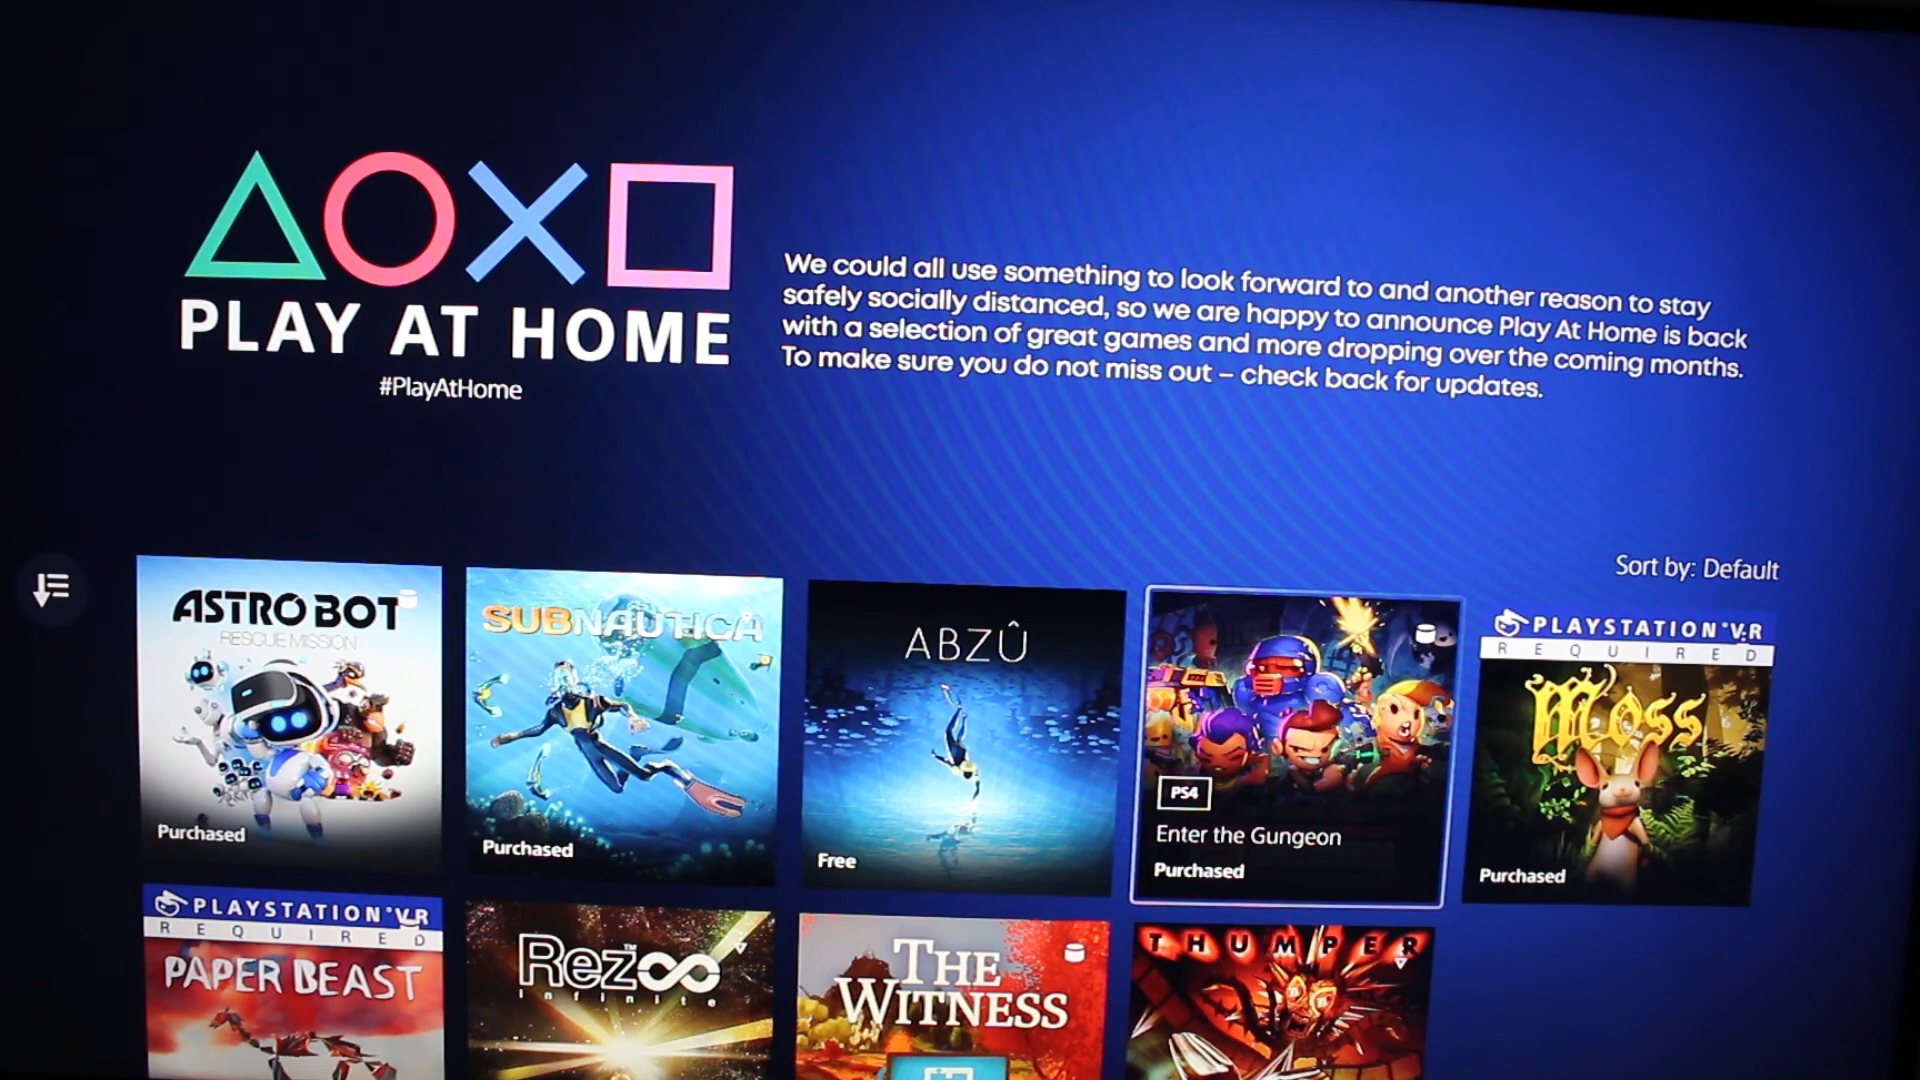 PLAY AT HOME
#PlayAtHome
We could all use something to look forward to and another reason to stay
safely socially distanced, so we are happy to announce Play At Home is back
with a selection of great games and more dropping over the coming months.
To make sure you do not miss out – check back for updates.
Sort by: Default
ASTRO BOT
RESCUE MISSION
Purchased
SUBNAUTICA
Purchased
ABZÛ
Free
PS4
Enter the Gungeon
Purchased
PLAYSTATION®VR
REQUIRED
Moss
Purchased
PLAYSTATION®VR
REQUIRED
PAPER BEAST
Rez™
Infinite
THE
WITNESS
THUMPER